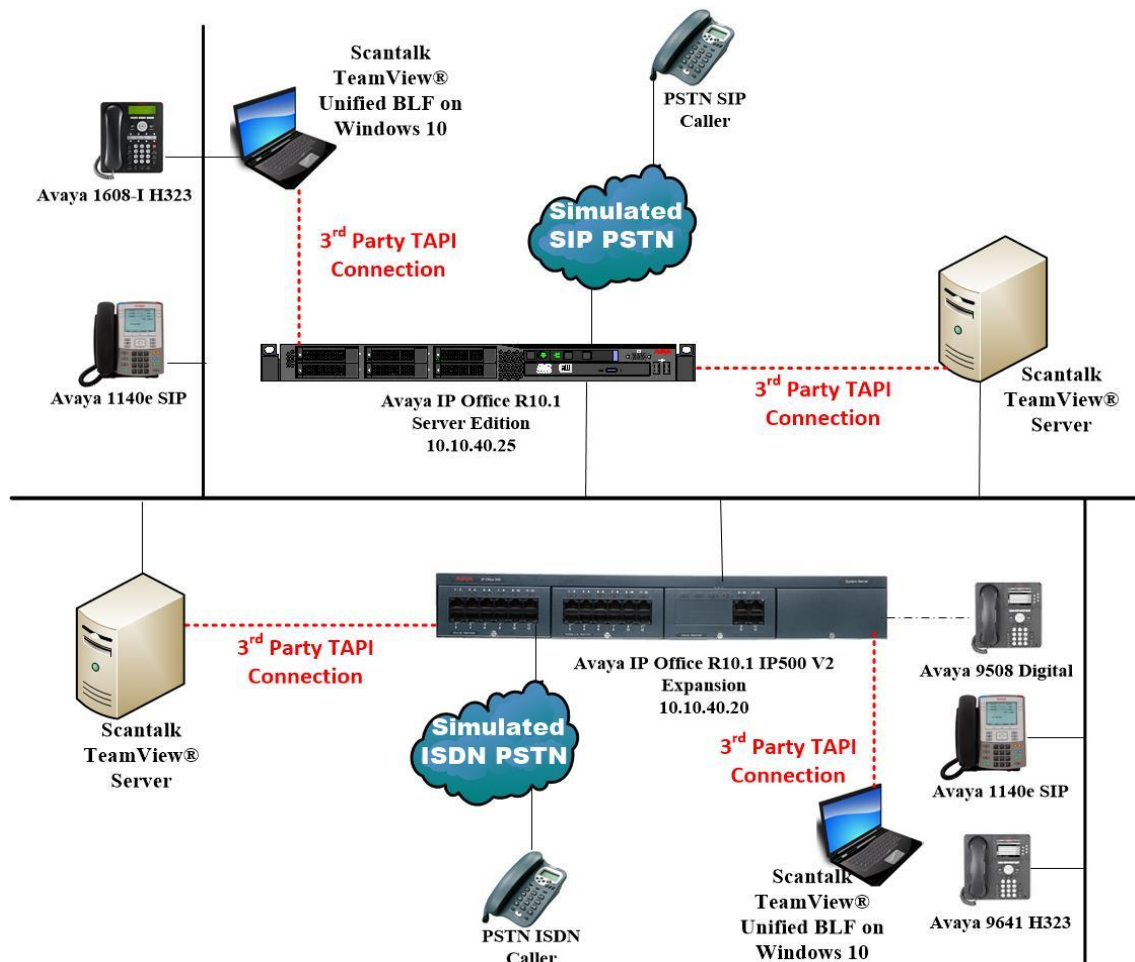 Scantalk
TeamView®
Unified BLF on
Windows 10
PSTN SIP
Caller
Avaya 1608-I H323
Simulated
SIP PSTN
3rd Party TAPI
Connection
Avaya 1140e SIP
Avaya IP Office R10.1
Server Edition
10.10.40.25
3rd Party TAPI
Connection
Scantalk
TeamView®
Server
3rd Party TAPI
Connection
Scantalk
TeamView®
Server
Avaya IP Office R10.1 IP500 V2
Expansion
10.10.40.20
Avaya 9508 Digital
Simulated
ISDN PSTN
3rd Party TAPI
Connection
Avaya 1140e SIP
PSTN ISDN
Caller
Scantalk
TeamView®
Unified BLF on
Windows 10
Avaya 9641 H323